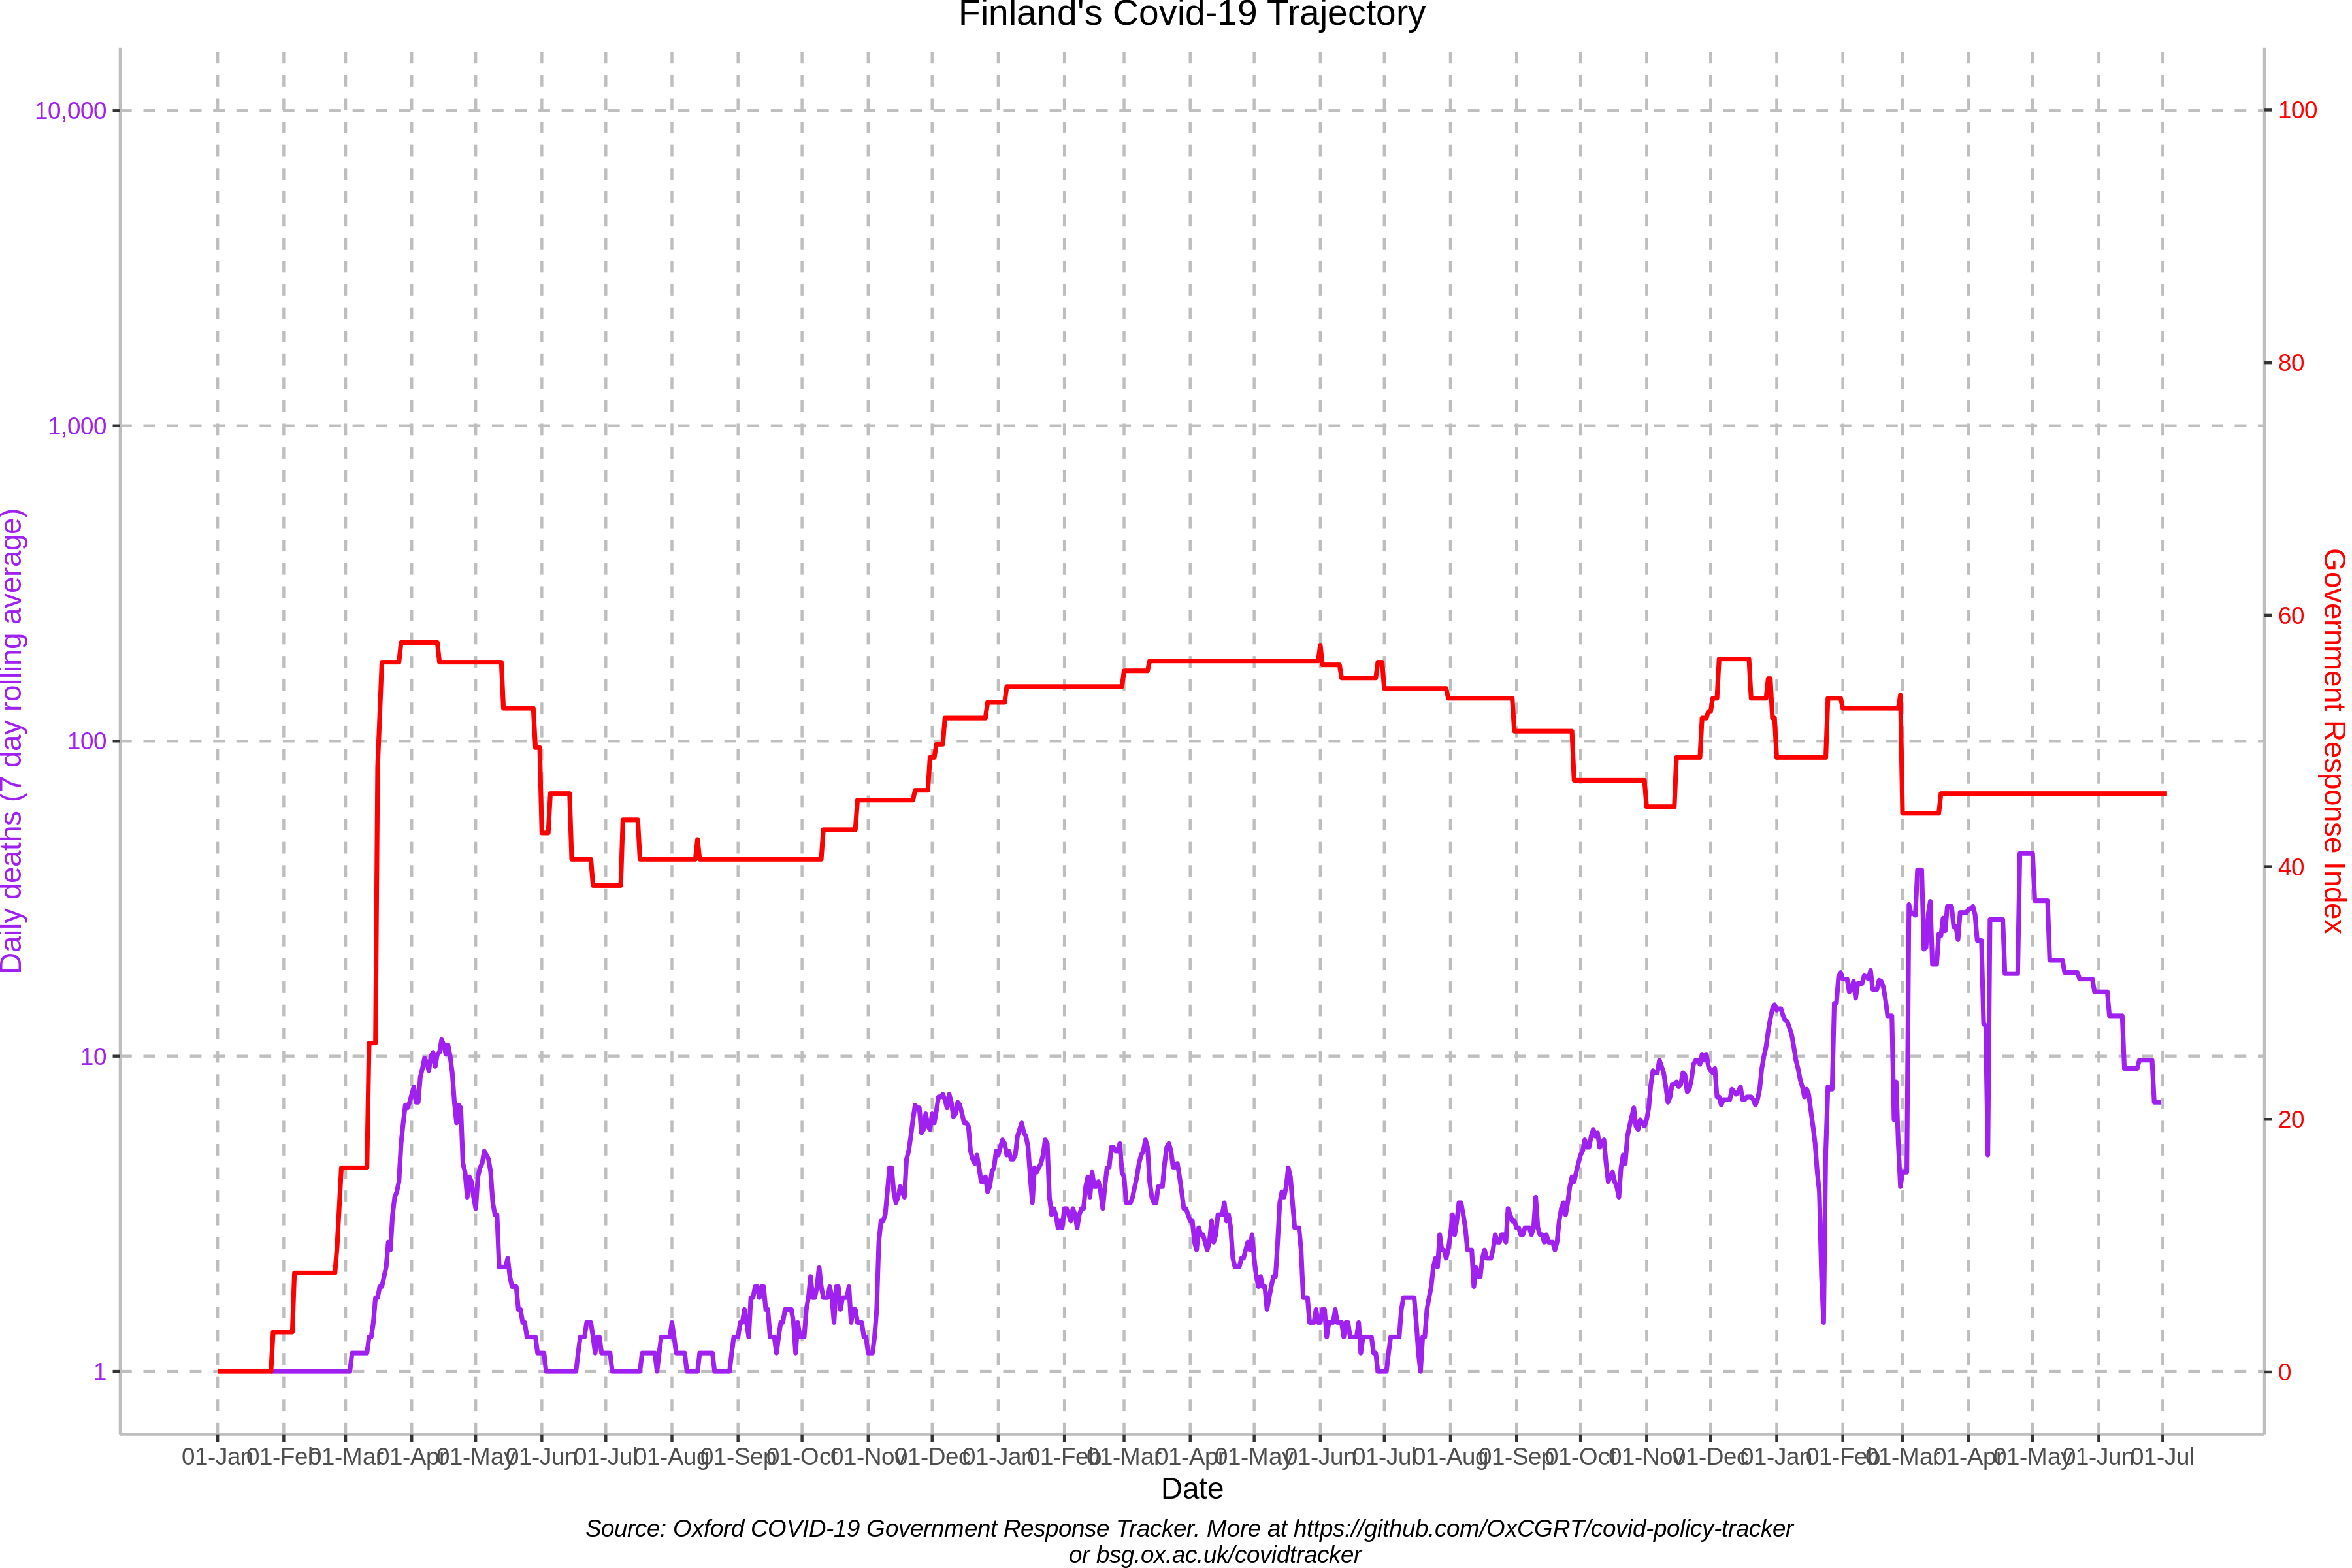 Finland's Covid-19 Trajectory
10,000
1,000
100
10
1
Daily deaths (7 day rolling average)
100
80
60
40
20
0
Government Response Index
01-Jan 01-Feb 01-Mar 01-Apr 01-May 01-Jun 01-Jul 01-Aug 01-Sep 01-Oct 01-Nov 01-Dec 01-Jan 01-Feb 01-Mar 01-Apr 01-May 01-Jun 01-Jul 01-Aug 01-Sep 01-Oct 01-Nov 01-Dec 01-Jan 01-Feb 01-Mar 01-Apr 01-May 01-Jun 01-Jul
Date
Source: Oxford COVID-19 Government Response Tracker. More at https://github.com/OxCGRT/covid-policy-tracker
or bsg.ox.ac.uk/covidtracker